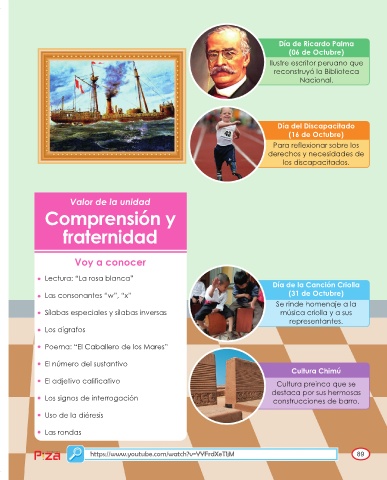 Día de Ricardo Palma
(06 de Octubre)
Ilustre escritor peruano que
reconstruyó la Biblioteca
Nacional.
Día del Discapacitado
(16 de Octubre)
Para reflexionar sobre los
derechos y necesidades de
los discapacitados.
Valor de la unidad
Comprensión y
fraternidad
Voy a conocer
• Lectura: "La rosa blanca"
• Las consonantes "w", "x"
• Sílabas especiales y sílabas inversas
• Los dígrafos
• Poema: "El Caballero de los Mares"
• El número del sustantivo
• El adjetivo calificativo
• Los signos de interrogación
• Uso de la diéresis
• Las rondas
Día de la Canción Criolla
(31 de Octubre)
Se rinde homenaje a la
música criolla y a sus
representantes.
Cultura Chimú
Cultura preinca que se
destaca por sus hermosas
construcciones de barro.
https://www.youtube.com/watch?v=VYFrdXeTljM
89